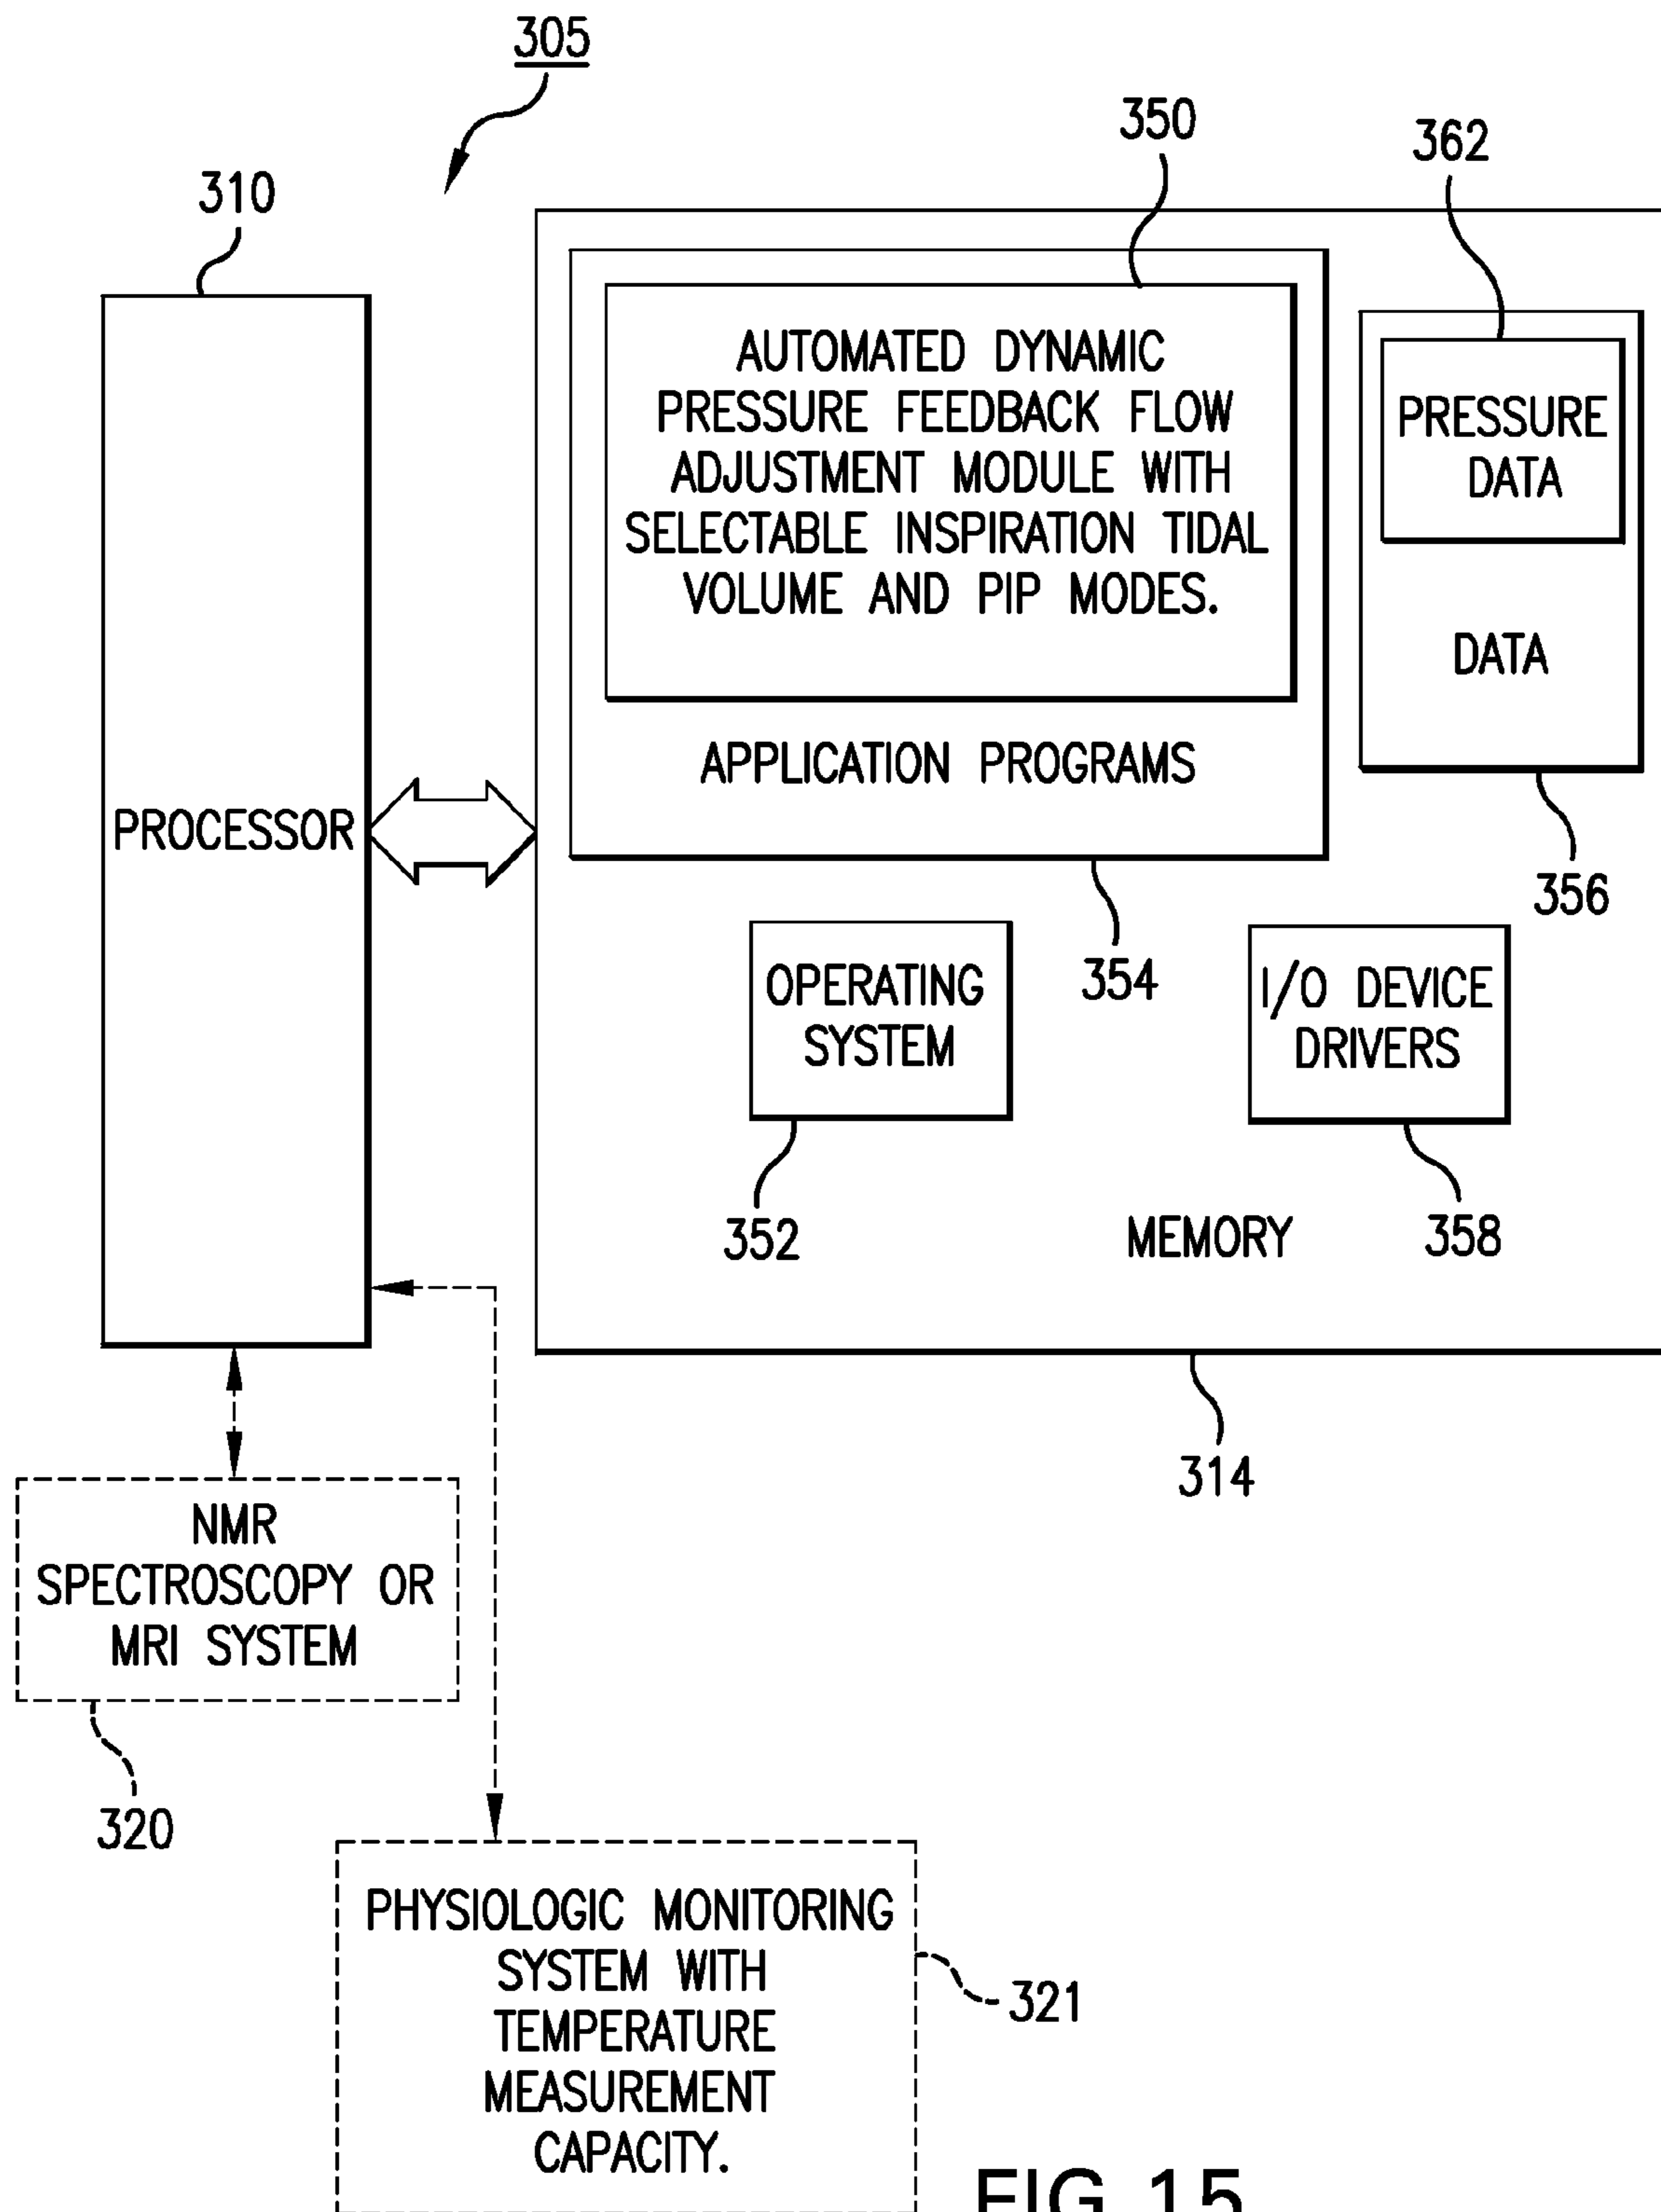 305
350
362
310
AUTOMATED DYNAMIC
PRESSURE FEEDBACK FLOW
ADJUSTMENT MODULE WITH
SELECTABLE INSPIRATION TIDAL
VOLUME AND PIP MODES.
PRESSURE
DATA
DATA
APPLICATION PROGRAMS
PROCESSOR
356
354
OPERATING
SYSTEM
I/O DEVICE
DRIVERS
352
MEMORY
358
314
NMR
SPECTROSCOPY OR
MRI SYSTEM
320
PHYSIOLOGIC MONITORING
SYSTEM WITH
TEMPERATURE
MEASUREMENT
CAPACITY.
321
FIG. 15